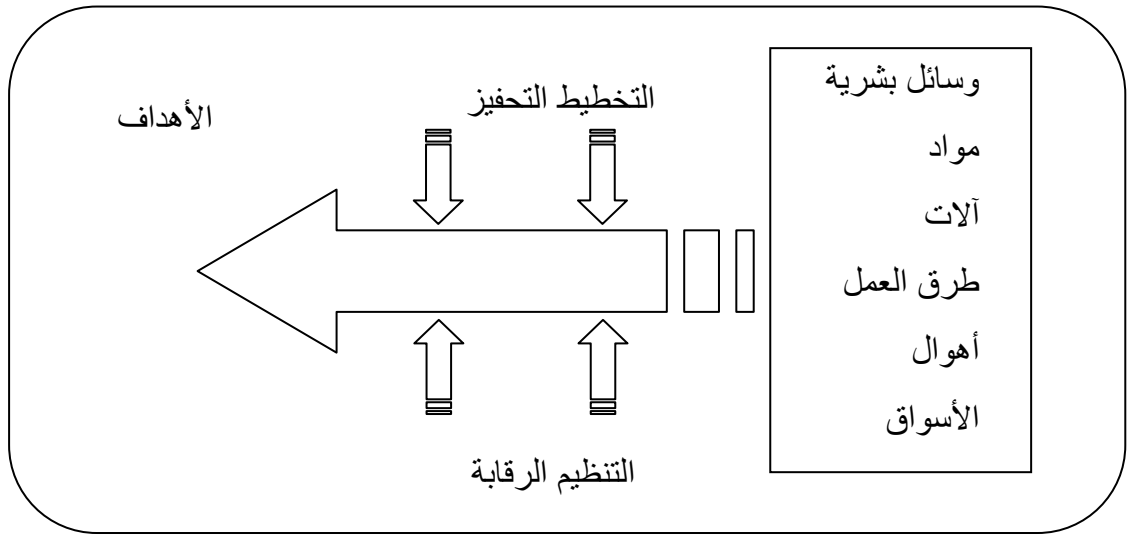 وسائل بشرية
مواد
آلات
طرق العمل
أهوال
الأسواق
التخطيط التحفيز
التنظيم الرقابة
الأهداف